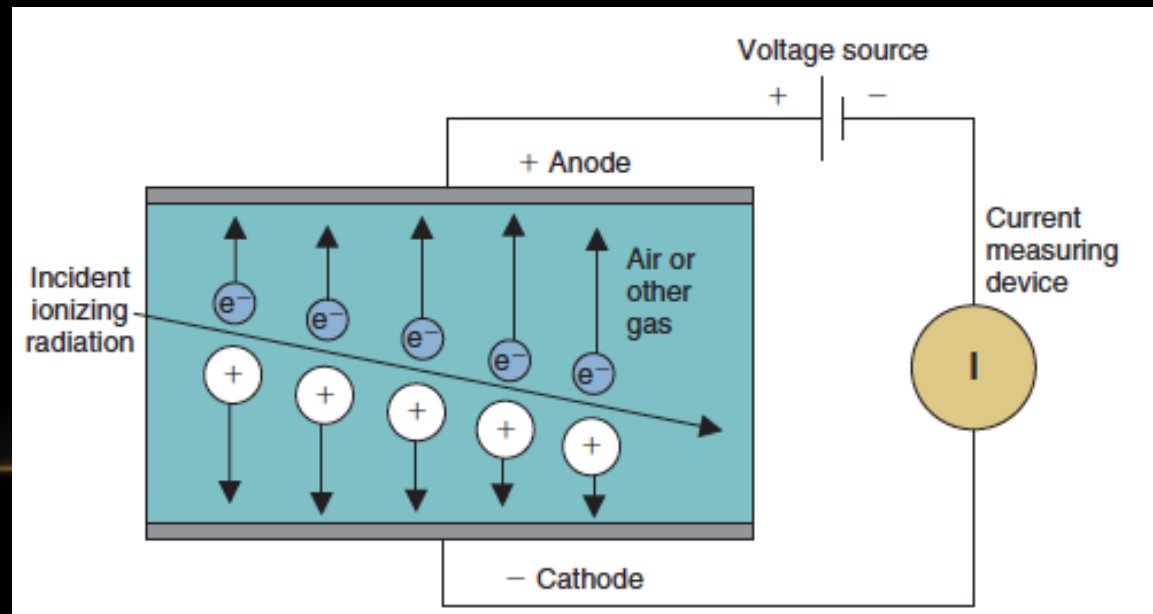 Voltage source
+ −
+ Anode
Incident
ionizing
radiation
Air or
other
gas
Current
measuring
device
e− e− e− e− e−
+ + + + +
I
− Cathode